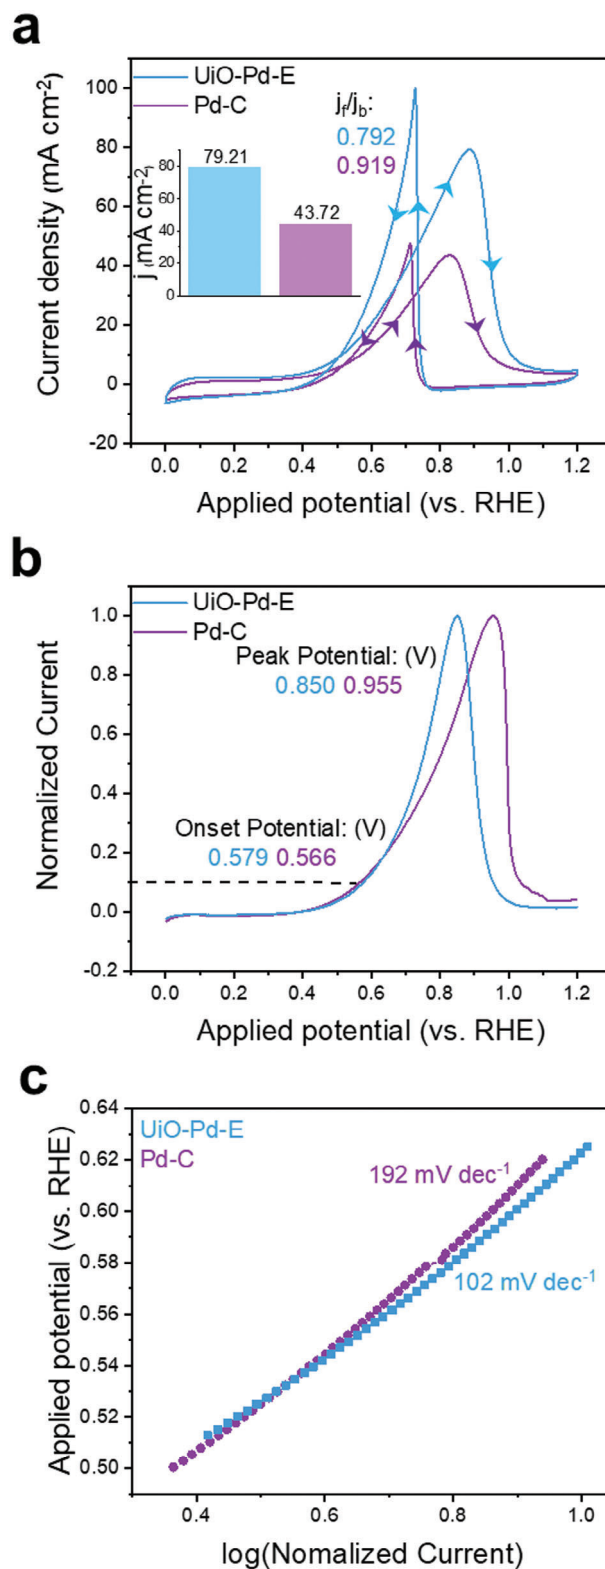 a
UiO-Pd-E
Pd-C
j_f/j_b:
0.792
0.919
79.21
43.72
80
60
40
20
0
j (mA cm-2)
100
80
60
40
20
0
-20
Current density (mA cm-2)
0.0 0.2 0.4 0.6 0.8 1.0 1.2
Applied potential (vs. RHE)
b
UiO-Pd-E
Pd-C
Peak Potential: (V)
0.850 0.955
Onset Potential: (V)
0.579 0.566
1.0
0.8
0.6
0.4
0.2
0.0
-0.2
Normalized Current
0.0 0.2 0.4 0.6 0.8 1.0 1.2
Applied potential (vs. RHE)
c
UiO-Pd-E
Pd-C
192 mV dec-1
102 mV dec-1
0.64
0.62
0.60
0.58
0.56
0.54
0.52
0.50
Applied potential (vs. RHE)
0.4 0.6 0.8 1.0
log(Nomalized Current)